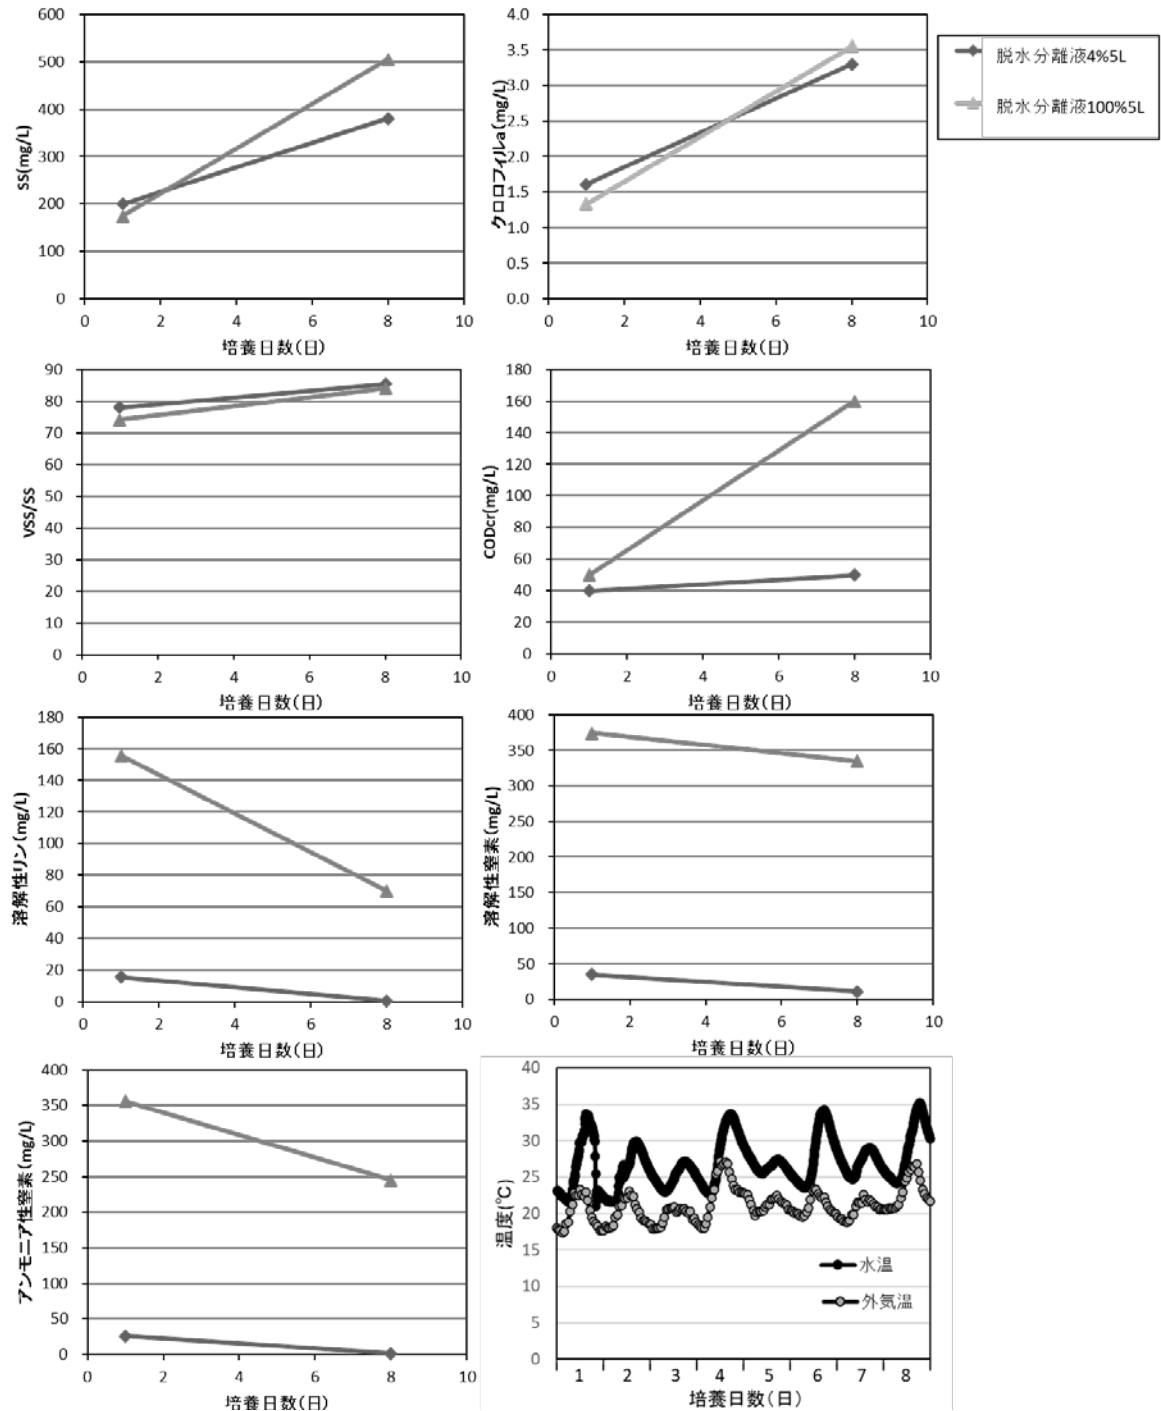 600
500
400
300
200
100
0
0 2 4 6 8 10
SS(mg/L)
培養日数(日)
4.0
3.5
3.0
2.5
2.0
1.5
1.0
0.5
0.0
0 2 4 6 8 10
クロロフィルa(mg/L)
培養日数(日)
脱水分離液4%5L
脱水分離液100%5L
90
80
70
60
50
40
30
20
10
0
0 2 4 6 8 10
VSS/SS
培養日数(日)
180
160
140
120
100
80
60
40
20
0
0 2 4 6 8 10
CODcr(mg/L)
培養日数(日)
180
160
140
120
100
80
60
40
20
0
0 2 4 6 8 10
溶解性リン(mg/L)
培養日数(日)
400
350
300
250
200
150
100
50
0
0 2 4 6 8 10
溶解性窒素(mg/L)
培養日数(日)
400
350
300
250
200
150
100
50
0
0 2 4 6 8 10
アンモニア性窒素(mg/L)
培養日数(日)
40
35
30
25
20
15
10
5
0
1 2 3 4 5 6 7 8
温度(℃)
水温
外気温
培養日数(日)